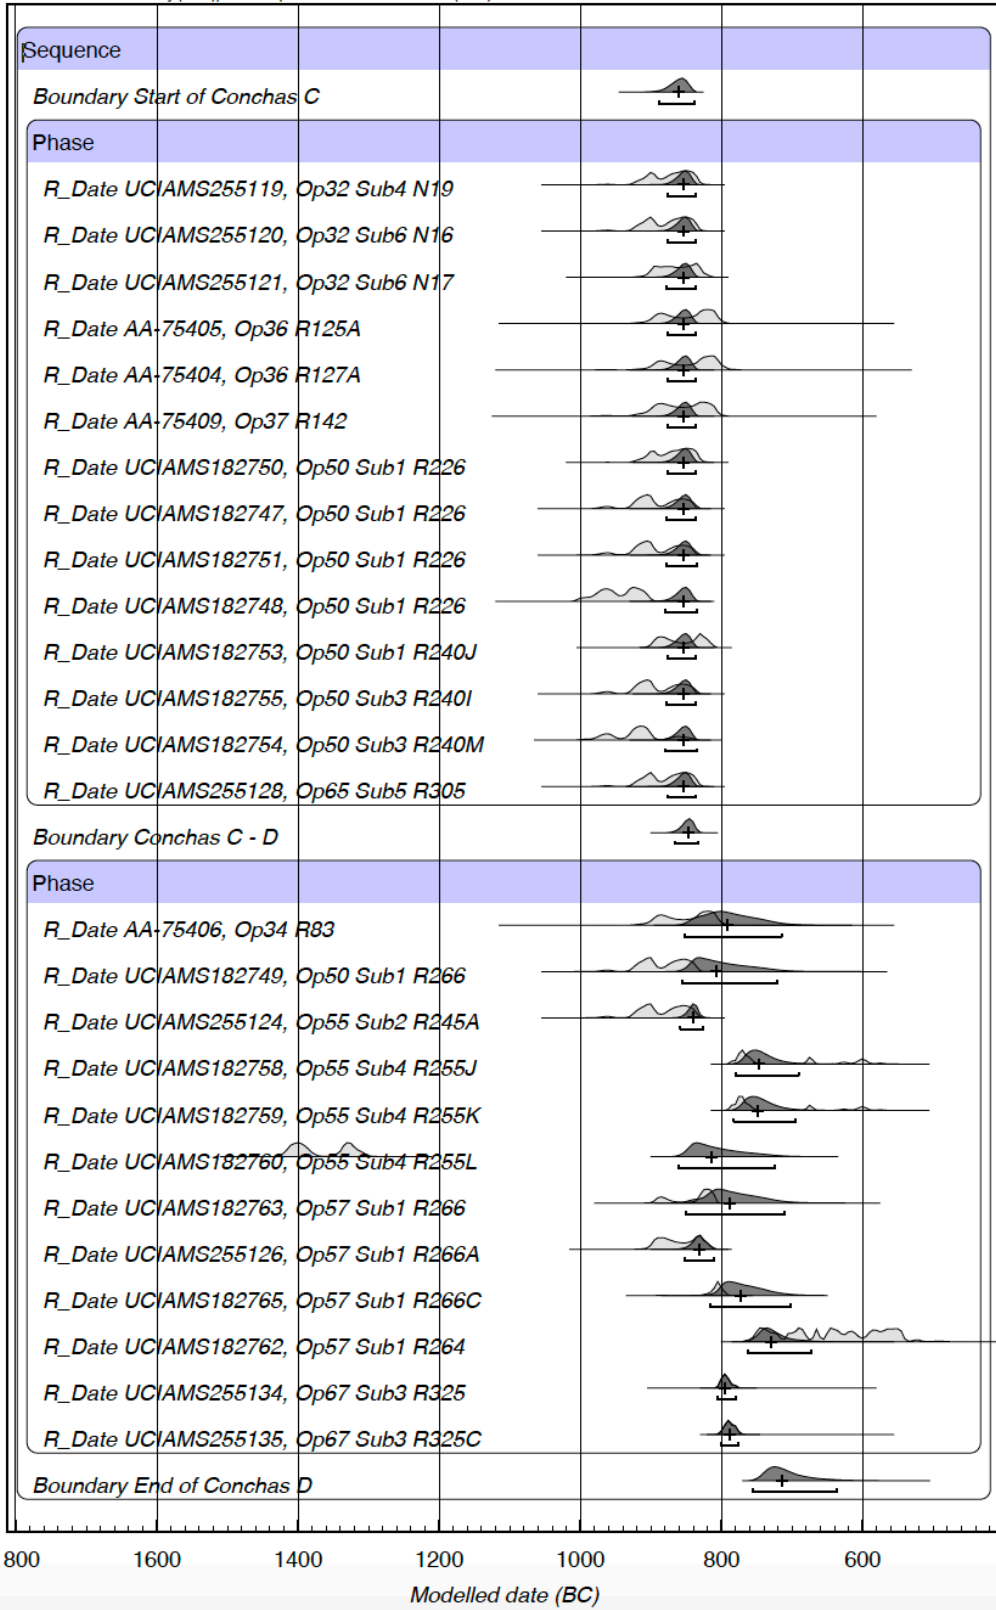 Sequence
Boundary Start of Conchas C
Phase
R_Date UCIAMS255119, Op32 Sub4 N19
R_Date UCIAMS255120, Op32 Sub6 N16
R_Date UCIAMS255121, Op32 Sub6 N17
R_Date AA-75405, Op36 R125A
R_Date AA-75404, Op36 R127A
R_Date AA-75409, Op37 R142
R_Date UCIAMS182750, Op50 Sub1 R226
R_Date UCIAMS182747, Op50 Sub1 R226
R_Date UCIAMS182751, Op50 Sub1 R226
R_Date UCIAMS182748, Op50 Sub1 R226
R_Date UCIAMS182753, Op50 Sub1 R240J
R_Date UCIAMS182755, Op50 Sub3 R240I
R_Date UCIAMS182754, Op50 Sub3 R240M
R_Date UCIAMS255128, Op65 Sub5 R305
Boundary Conchas C - D
Phase
R_Date AA-75406, Op34 R83
R_Date UCIAMS182749, Op50 Sub1 R266
R_Date UCIAMS255124, Op55 Sub2 R245A
R_Date UCIAMS182758, Op55 Sub4 R255J
R_Date UCIAMS182759, Op55 Sub4 R255K
R_Date UCIAMS182760, Op55 Sub4 R255L
R_Date UCIAMS182763, Op57 Sub1 R266
R_Date UCIAMS255126, Op57 Sub1 R266A
R_Date UCIAMS182765, Op57 Sub1 R266C
R_Date UCIAMS182762, Op57 Sub1 R264
R_Date UCIAMS255134, Op67 Sub3 R325
R_Date UCIAMS255135, Op67 Sub3 R325C
Boundary End of Conchas D
800 1600 1400 1200 1000 800 600
Modelled date (BC)